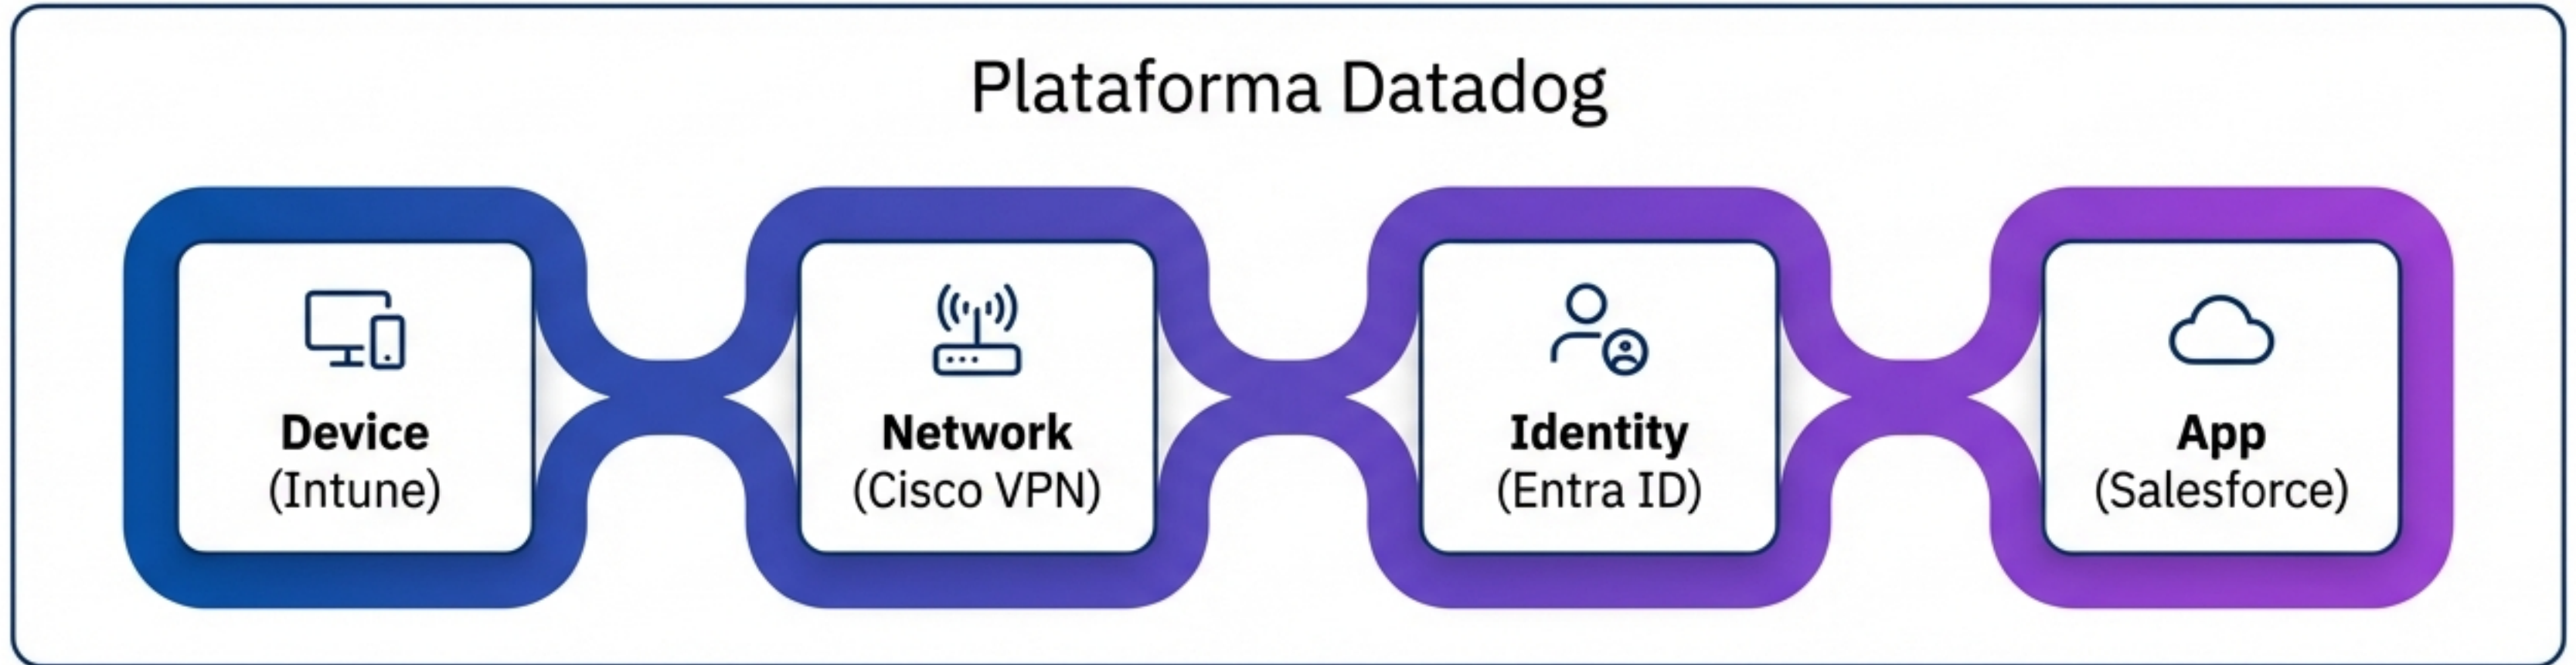 Plataforma Datadog
Device
(Intune)
Network
(Cisco VPN)
Identity
(Entra ID)
App
(Salesforce)